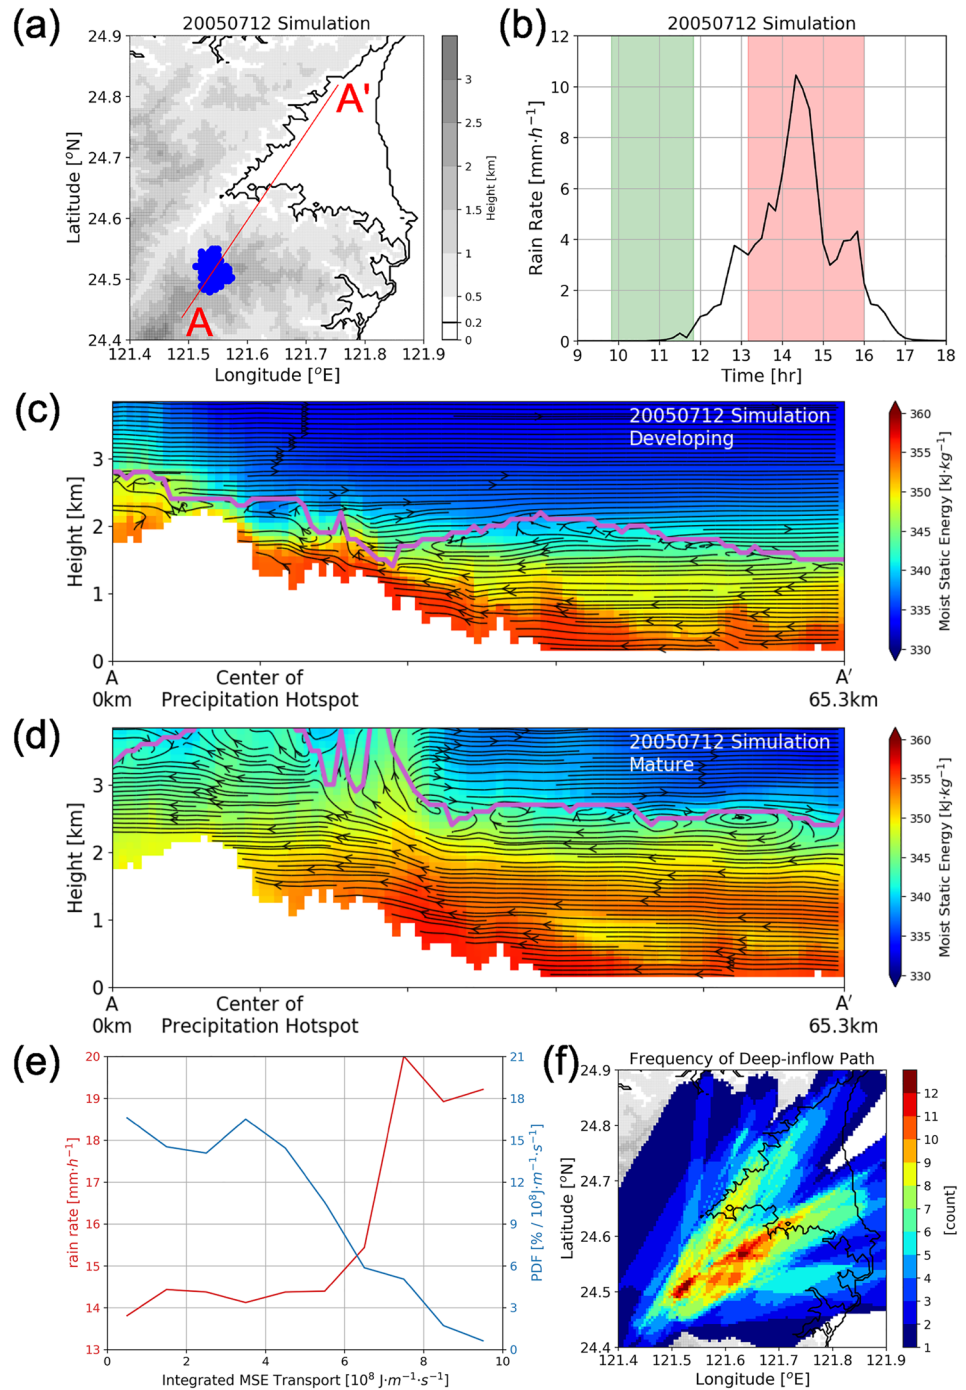 (a)
20050712 Simulation
24.9
24.8
24.7
24.6
24.5
24.4
Latitude [°N]
121.4 121.5 121.6 121.7 121.8 121.9
Longitude [°E]
A
A'
3
2.5
2
1.5
1
0.5
0.2
0
Height [km]
(b)
20050712 Simulation
12
10
8
6
4
2
0
Rain Rate [mm·h⁻¹]
9 10 11 12 13 14 15 16 17 18
Time [hr]
(c)
20050712 Simulation
Developing
3
2
1
0
Height [km]
A
0km
Center of
Precipitation Hotspot
A′
65.3km
360
355
350
345
340
335
330
Moist Static Energy [kJ·kg⁻¹]
(d)
20050712 Simulation
Mature
3
2
1
0
Height [km]
A
0km
Center of
Precipitation Hotspot
A′
65.3km
360
355
350
345
340
335
330
Moist Static Energy [kJ·kg⁻¹]
(e)
20
19
18
17
16
15
14
13
rain rate [mm·h⁻¹]
0 2 4 6 8 10
Integrated MSE Transport [10⁸ J·m⁻¹·s⁻¹]
21
18
15
12
9
6
3
0
PDF [% / 10⁸J·m⁻¹·s⁻¹]
(f)
Frequency of Deep-inflow Path
24.9
24.8
24.7
24.6
24.5
24.4
Latitude [°N]
121.4 121.5 121.6 121.7 121.8 121.9
Longitude [°E]
12
11
10
9
8
7
6
5
4
3
2
1
[count]